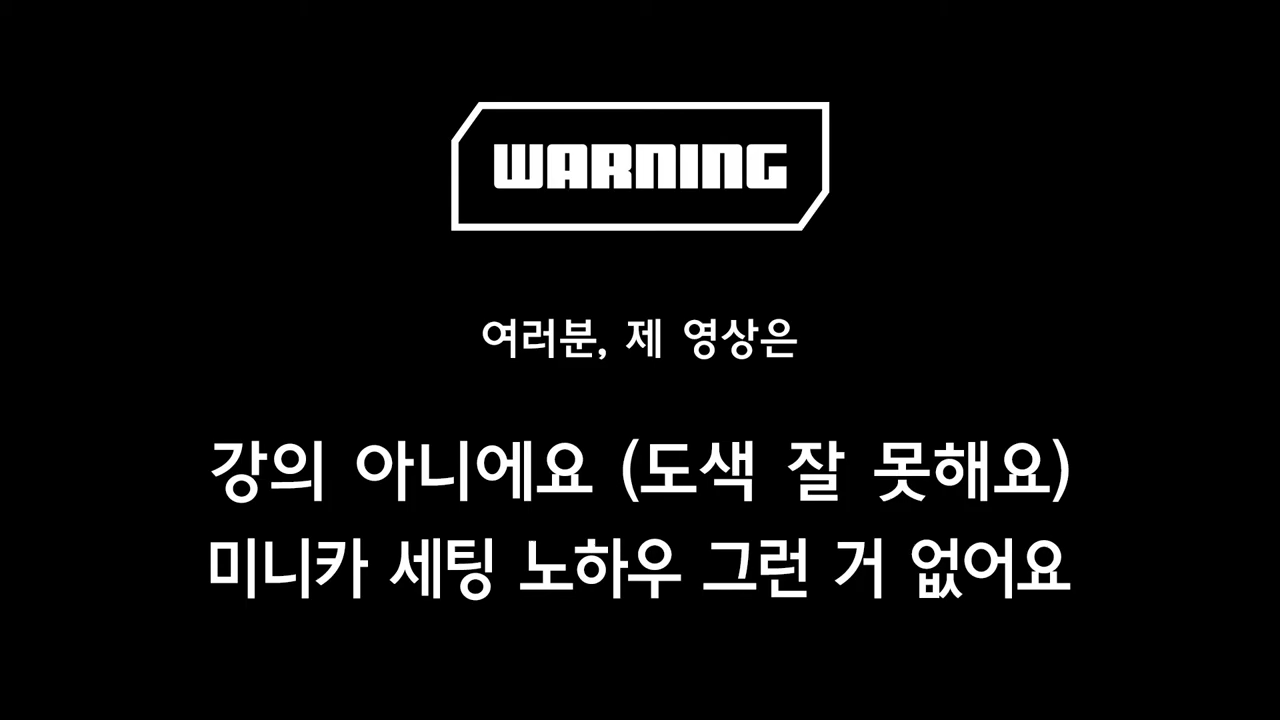 WARNING
여러분, 제 영상은
강의 아니에요 (도색 잘 못해요)
미니카 세팅 노하우 그런 거 없어요